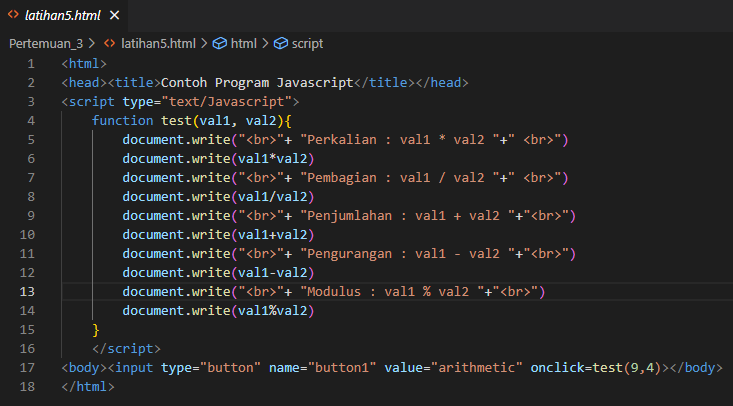 latihan5.html
Pertemuan_3 > latihan5.html > html > script
1 <html>
2 <head><title>Contoh Program Javascript</title></head>
3 <script type="text/Javascript">
4 function test(val1, val2){
5 document.write("<br>"+ "Perkalian : val1 * val2 "+" <br>")
6 document.write(val1*val2)
7 document.write("<br>"+ "Pembagian : val1 / val2 "+" <br>")
8 document.write(val1/val2)
9 document.write("<br>"+ "Penjumlahan : val1 + val2 "+"<br>")
10 document.write(val1+val2)
11 document.write("<br>"+ "Pengurangan : val1 - val2 "+"<br>")
12 document.write(val1-val2)
13 document.write("<br>"+ "Modulus : val1 % val2 "+"<br>")
14 document.write(val1%val2)
15 }
16 </script>
17 <body><input type="button" name="button1" value="arithmetic" onclick=test(9,4)></body>
18 </html>